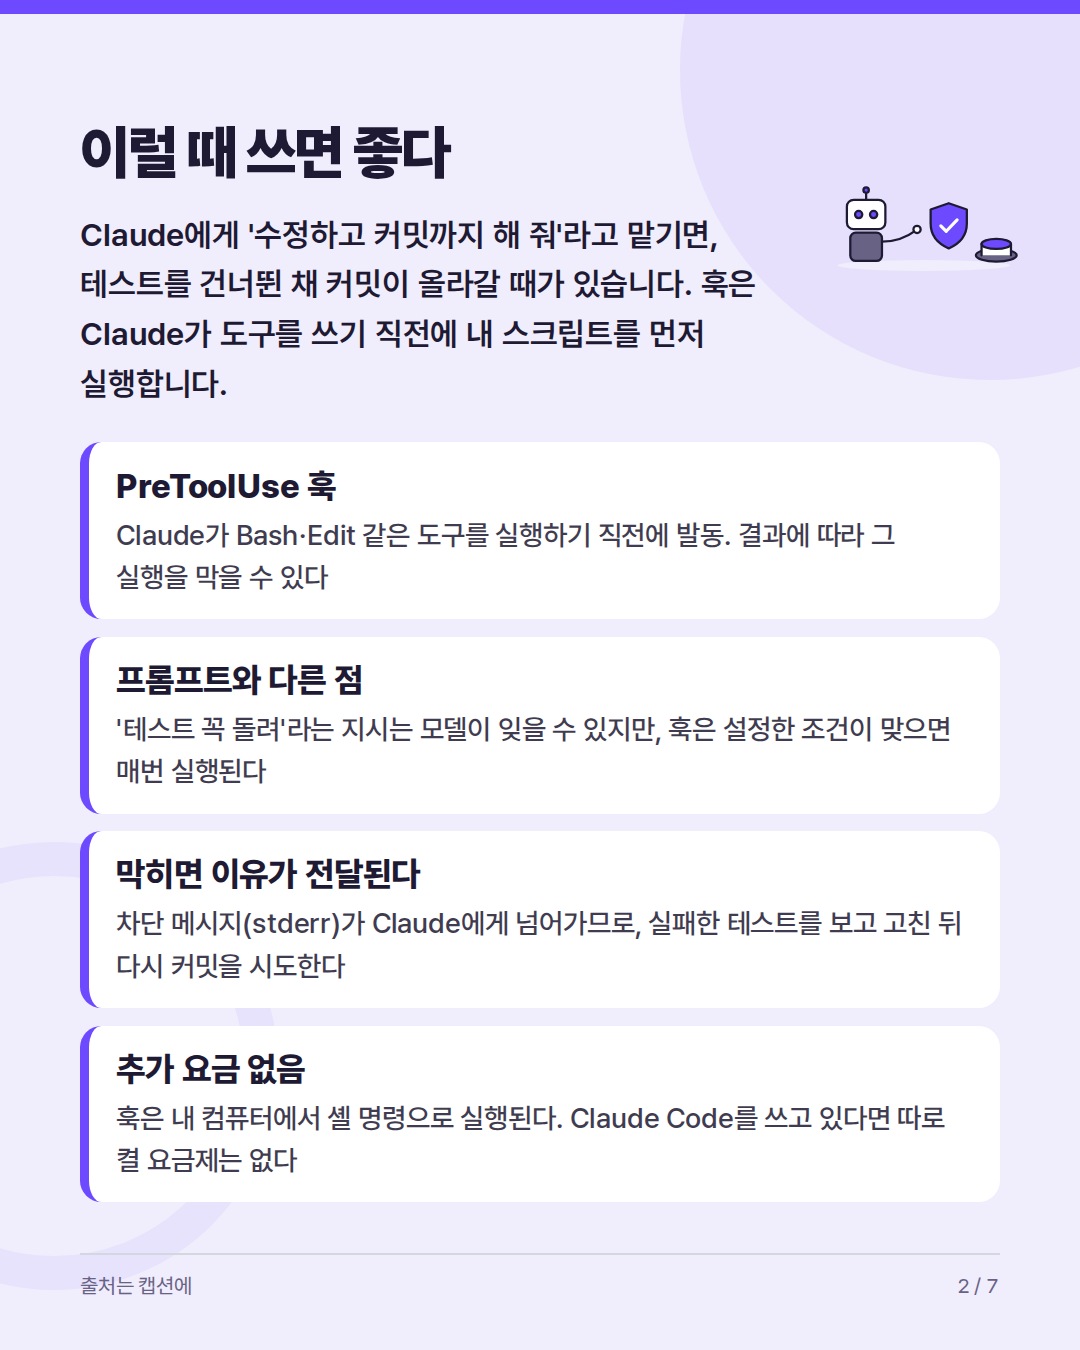 이럴 때 쓰면 좋다
Claude에게 '수정하고 커밋까지 해 줘'라고 맡기면,
테스트를 건너뛴 채 커밋이 올라갈 때가 있습니다. 훅은
Claude가 도구를 쓰기 직전에 내 스크립트를 먼저
실행합니다.
PreToolUse 훅
Claude가 Bash·Edit 같은 도구를 실행하기 직전에 발동. 결과에 따라 그
실행을 막을 수 있다
프롬프트와 다른 점
'테스트 꼭 돌려'라는 지시는 모델이 잊을 수 있지만, 훅은 설정한 조건이 맞으면
매번 실행된다
막히면 이유가 전달된다
차단 메시지(stderr)가 Claude에게 넘어가므로, 실패한 테스트를 보고 고친 뒤
다시 커밋을 시도한다
추가 요금 없음
훅은 내 컴퓨터에서 셸 명령으로 실행된다. Claude Code를 쓰고 있다면 따로
켤 요금제는 없다
출처는 캡션에
2 / 7